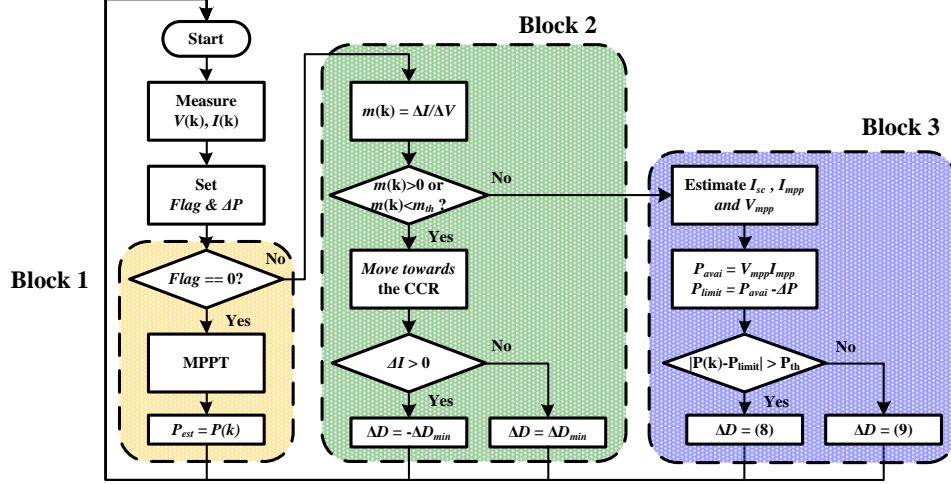 Block 1
Start
Measure
V(k), I(k)
Set
Flag & ΔP
Flag == 0?
No
Yes
MPPT
P_est = P(k)
Block 2
m(k) = ΔI/ΔV
m(k)>0 or
m(k)<m_th ?
No
Yes
Move towards
the CCR
ΔI > 0
No
Yes
ΔD = -ΔD_min
ΔD = ΔD_min
Block 3
Estimate I_sc , I_mpp
and V_mpp
P_avai = V_mpp I_mpp
P_limit = P_avai -ΔP
|P(k)-P_limit| > P_th
No
Yes
ΔD = (8)
ΔD = (9)